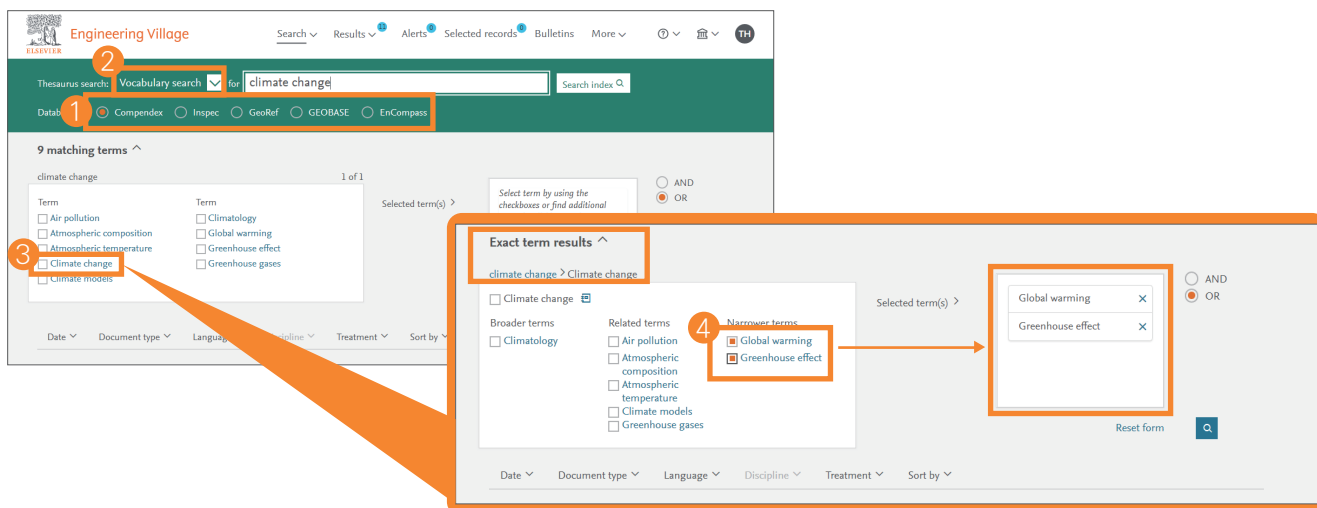 ELSEVIER
Engineering Village
Search Results 13 Alerts 0 Selected records 0 Bulletins More ? TH
2
Thesaurus search: Vocabulary search for climate change Search index
1
Datab Compendex Inspec GeoRef GEOBASE EnCompass
9 matching terms
climate change 1 of 1
Term Term
Air pollution Climatology
Atmospheric composition Global warming
Atmospheric temperature Greenhouse effect
3 Climate change Greenhouse gases
Climate models
Selected term(s) >
Select term by using the
checkboxes or find additional
AND
OR
Date Document type Language Discipline Treatment Sort by
Exact term results
climate change > Climate change
Climate change
Broader terms Related terms 4 Narrower terms
Climatology Air pollution Global warming
Atmospheric composition Greenhouse effect
Atmospheric temperature
Climate models
Greenhouse gases
Selected term(s) >
Global warming X
Greenhouse effect X
AND
OR
Reset form
Date Document type Language Discipline Treatment Sort by